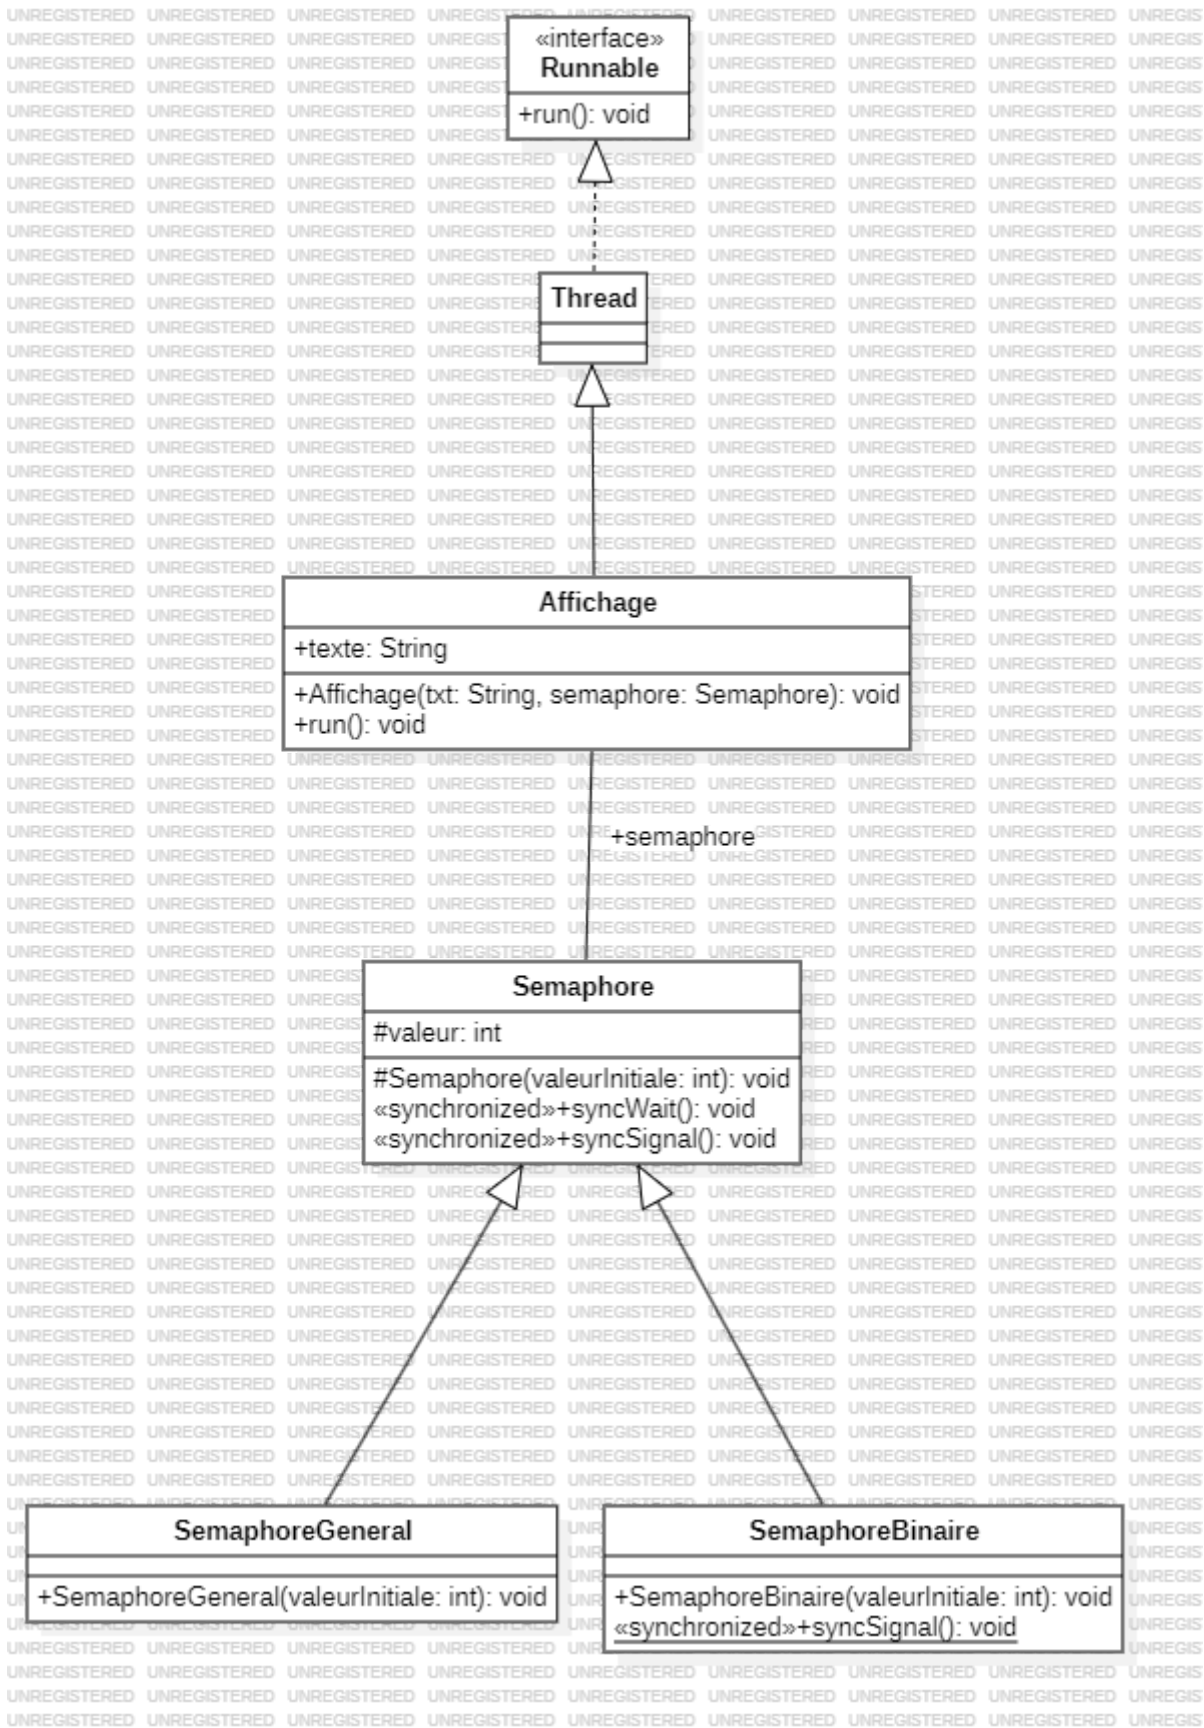 «interface»
Runnable
+run(): void
Thread
Affichage
+texte: String
+Affichage(txt: String, semaphore: Semaphore): void
+run(): void
+semaphore
Semaphore
#valeur: int
#Semaphore(valeurInitiale: int): void
«synchronized»+syncWait(): void
«synchronized»+syncSignal(): void
SemaphoreGeneral
+SemaphoreGeneral(valeurInitiale: int): void
SemaphoreBinaire
+SemaphoreBinaire(valeurInitiale: int): void
«synchronized»+syncSignal(): void
UNREGISTERED